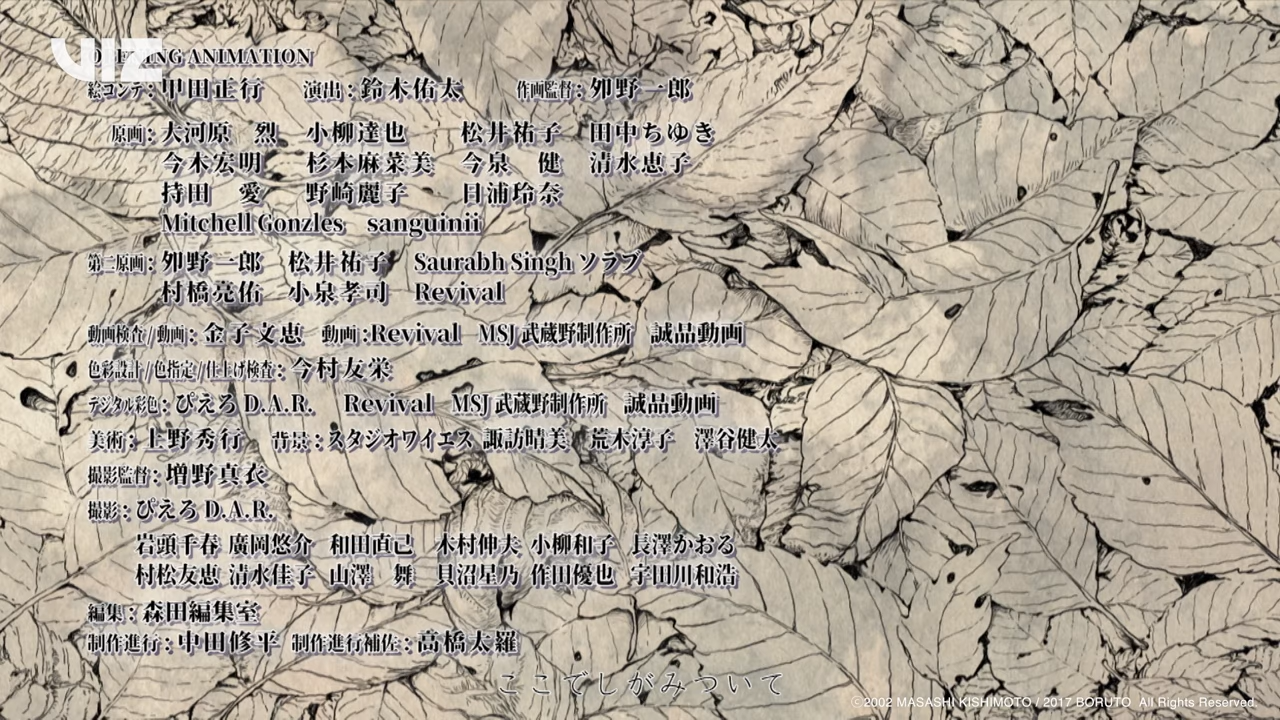 VIZ
OPENING ANIMATION
絵コンテ：甲田正行　演出：鈴木佑太　作画監督：夘野一郎
原画：大河原　烈　小柳達也　松井祐子　田中ちゆき
今木宏明　杉本麻菜美　今泉　健　清水恵子
持田　愛　野崎麗子　日浦玲奈
Mitchell Gonzles　sanguinii
第二原画：夘野一郎　松井祐子　Saurabh Singh ソラブ
村橋亮佑　小泉孝司　Revival
動画検査/動画：金子文恵　動画：Revival　MSJ 武蔵野制作所　誠品動画
色彩設計/色指定/仕上げ検査：今村友栄
デジタル彩色：ぴえろ D.A.R.　Revival　MSJ 武蔵野制作所　誠品動画
美術：上野秀行　背景：スタジオワイエス 諏訪晴美　荒木淳子　澤谷健太
撮影監督：増野真衣
撮影：ぴえろ D.A.R.
岩頭千春 廣岡悠介　和田直己　木村伸夫 小柳和子　長澤かおる
村松友恵 清水佳子　山澤　舞　貝沼星乃 作田優也　宇田川和浩
編集：森田編集室
制作進行：中田修平　制作進行補佐：高橋太羅
ここでしがみついて
©2002 MASASHI KISHIMOTO / 2017 BORUTO All Rights Reserved.